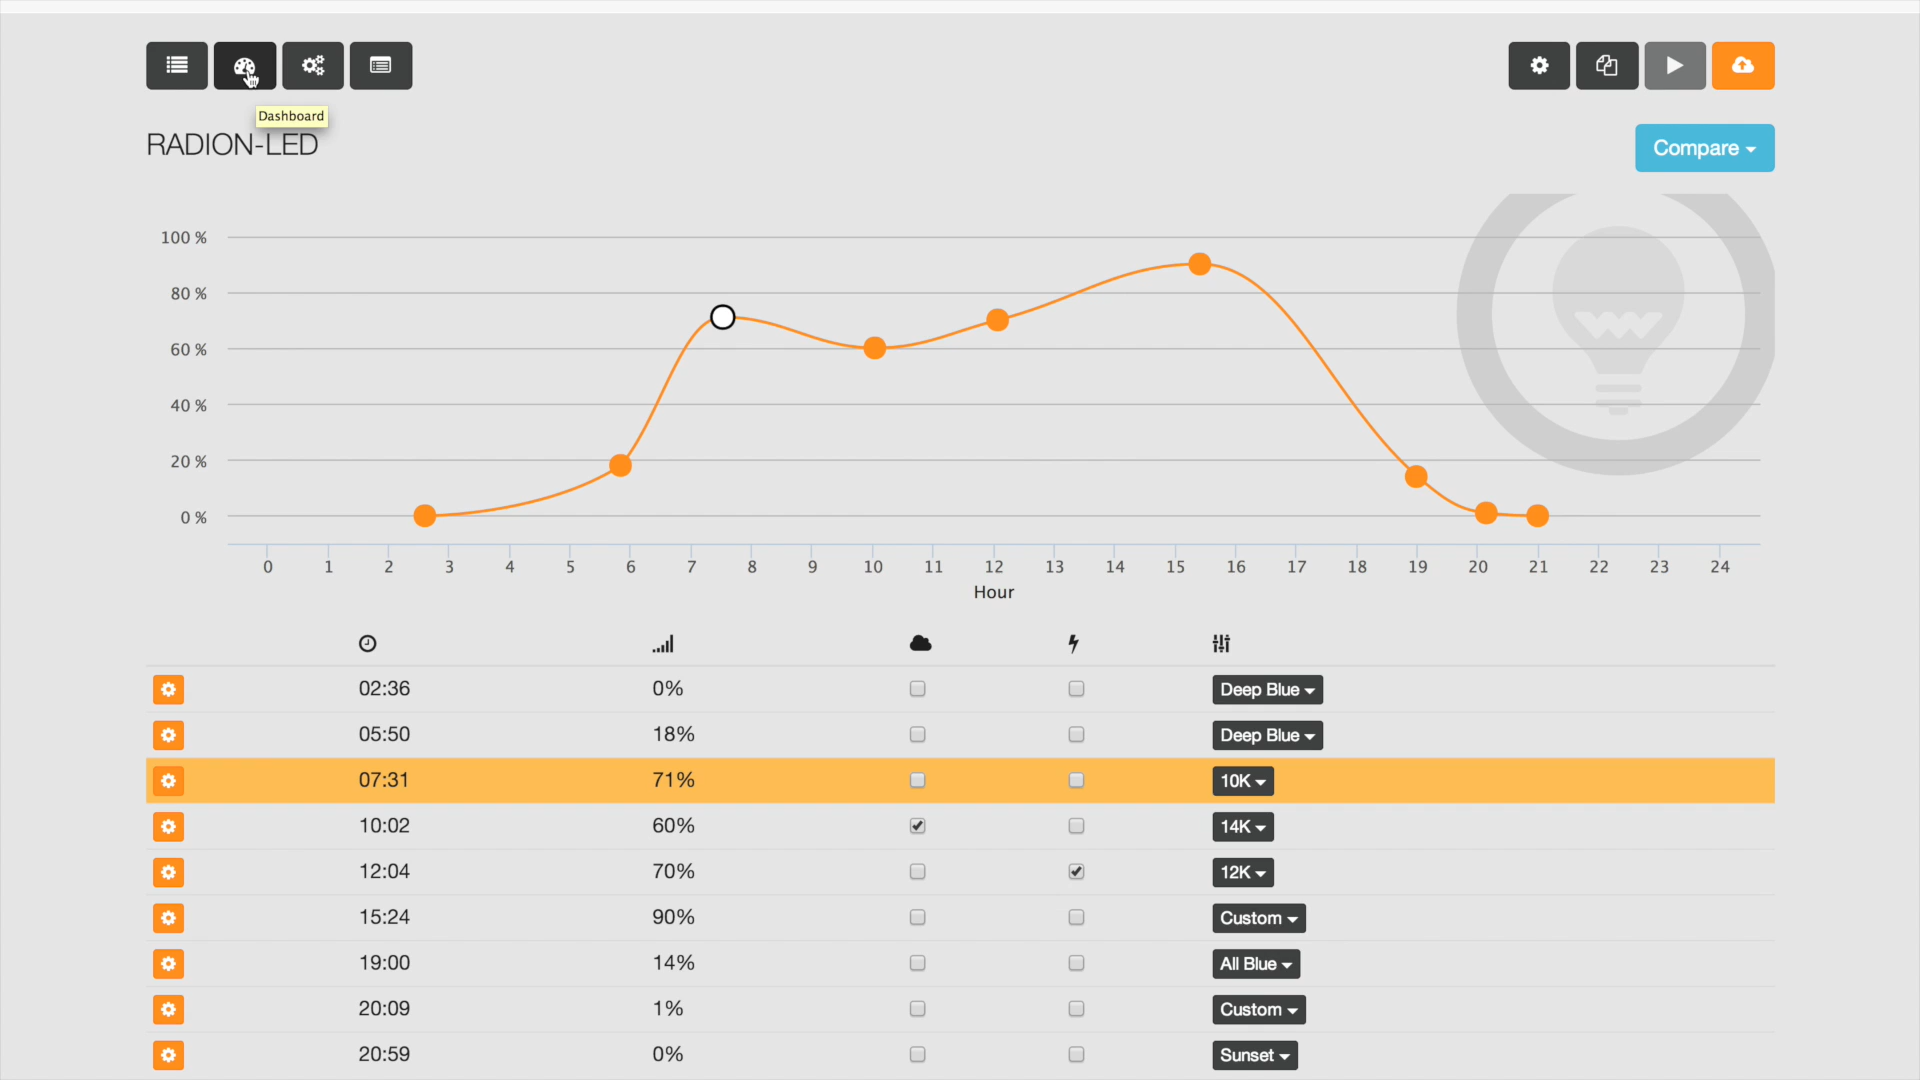 Dashboard
RADION-LED
Compare
100 %
80 %
60 %
40 %
20 %
0 %
0 1 2 3 4 5 6 7 8 9 10 11 12 13 14 15 16 17 18 19 20 21 22 23 24
Hour
02:36 0% Deep Blue
05:50 18% Deep Blue
07:31 71% 10K
10:02 60% 14K
12:04 70% 12K
15:24 90% Custom
19:00 14% All Blue
20:09 1% Custom
20:59 0% Sunset